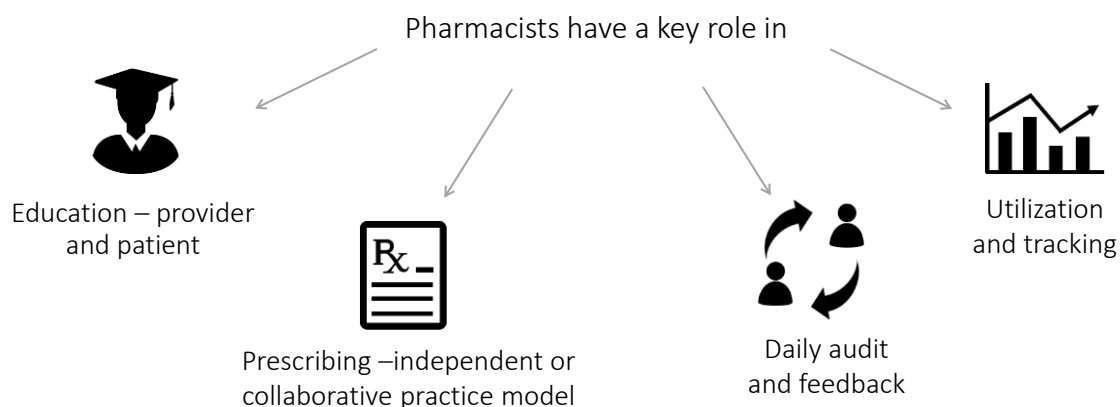 Pharmacists have a key role in
Education – provider
and patient
Rx
Prescribing –independent or
collaborative practice model
Daily audit
and feedback
Utilization
and tracking